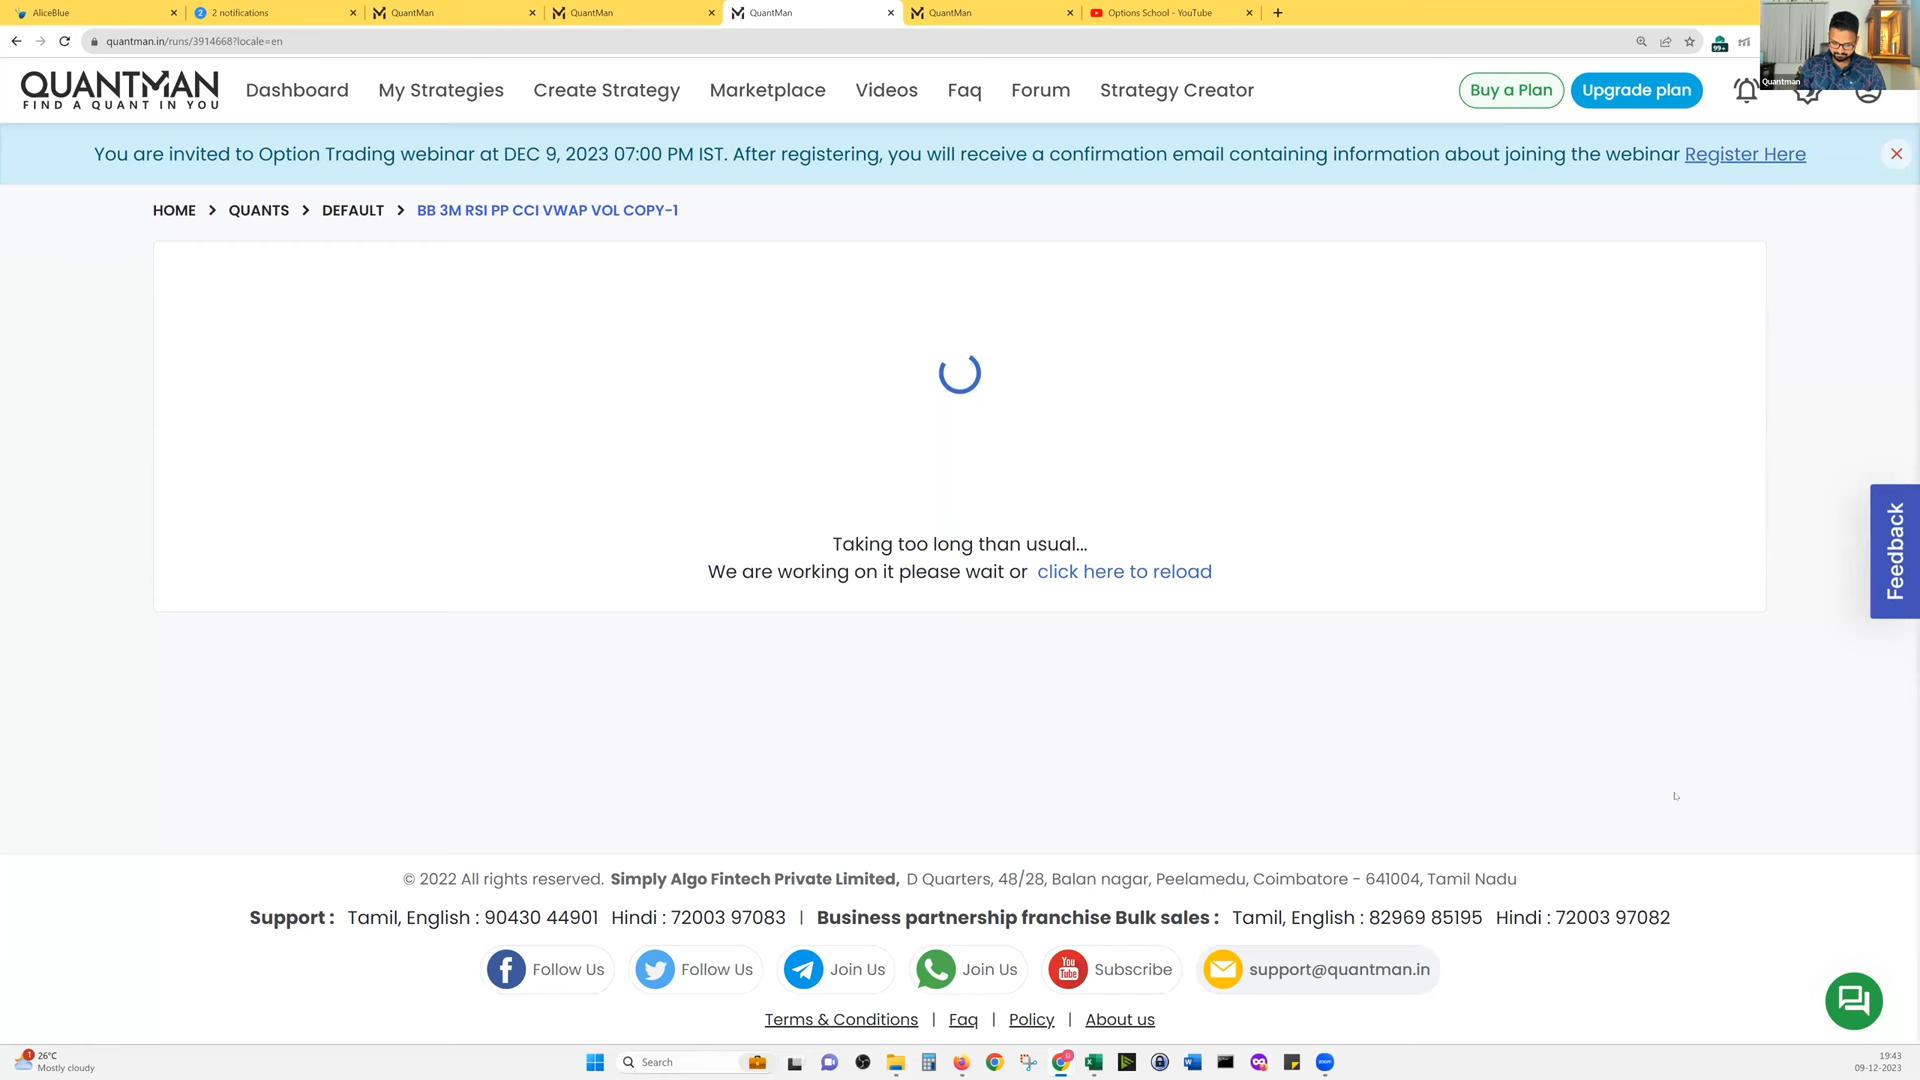 AliceBlue
2 notifications
QuantMan
QuantMan
QuantMan
QuantMan
Options School - YouTube
quantman.in/runs/3914668?locale=en
99+
Quantman
QUANTMAN
FIND A QUANT IN YOU
Dashboard
My Strategies
Create Strategy
Marketplace
Videos
Faq
Forum
Strategy Creator
Buy a Plan
Upgrade plan
You are invited to Option Trading webinar at DEC 9, 2023 07:00 PM IST. After registering, you will receive a confirmation email containing information about joining the webinar Register Here
HOME > QUANTS > DEFAULT > BB 3M RSI PP CCI VWAP VOL COPY-1
Taking too long than usual...
We are working on it please wait or click here to reload
Feedback
© 2022 All rights reserved. Simply Algo Fintech Private Limited, D Quarters, 48/28, Balan nagar, Peelamedu, Coimbatore - 641004, Tamil Nadu
Support : Tamil, English : 90430 44901 Hindi : 72003 97083 | Business partnership franchise Bulk sales : Tamil, English : 82969 85195 Hindi : 72003 97082
Follow Us
Follow Us
Join Us
Join Us
You Tube
Subscribe
support@quantman.in
Terms & Conditions | Faq | Policy | About us
1
26°C
Mostly cloudy
Search
19:43
09-12-2023